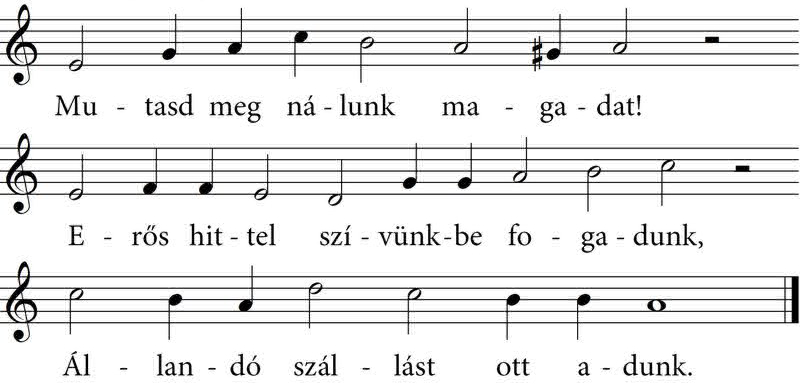 Mu - tasd meg ná - lunk ma - ga - dat!
E - rős hit - tel szí - vünk - be fo - ga - dunk,
Ál - lan - dó szál - lást ott a - dunk.